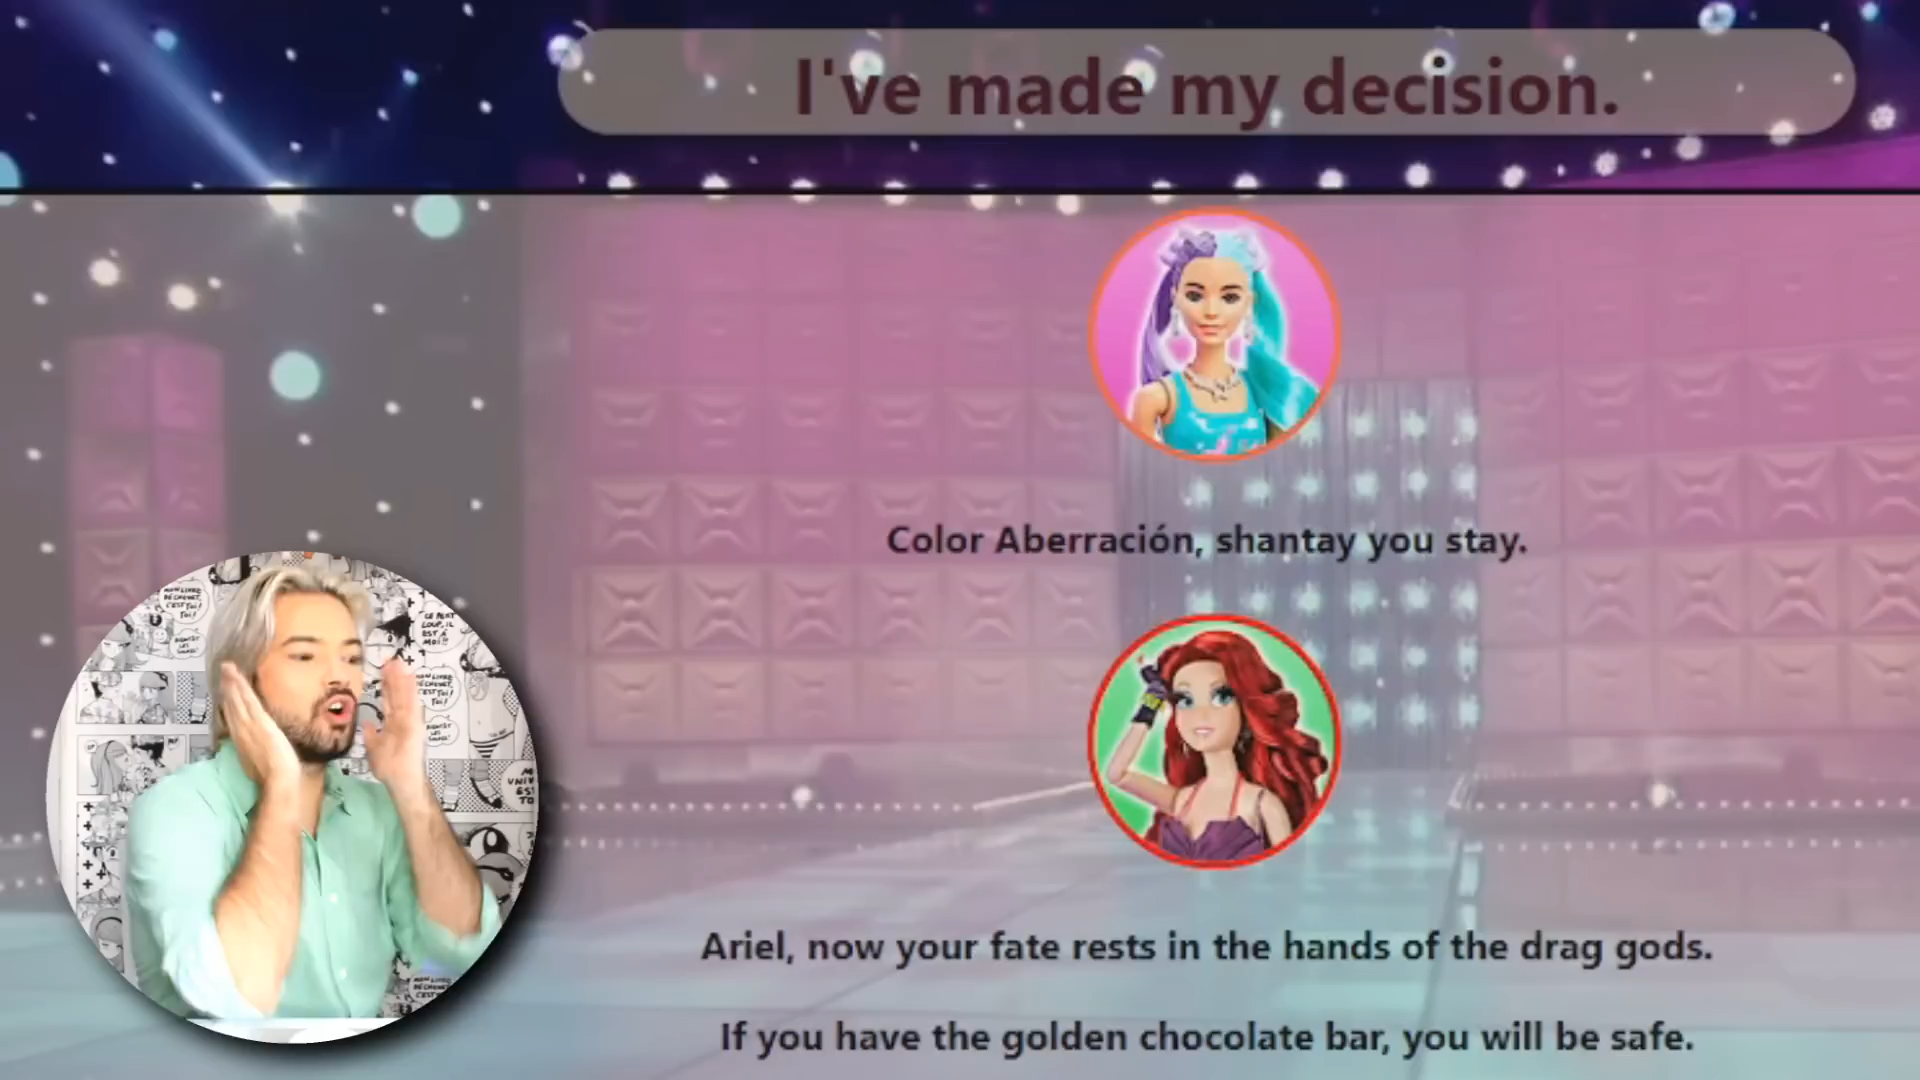 I've made my decision.
Color Aberración, shantay you stay.
Ariel, now your fate rests in the hands of the drag gods.
If you have the golden chocolate bar, you will be safe.